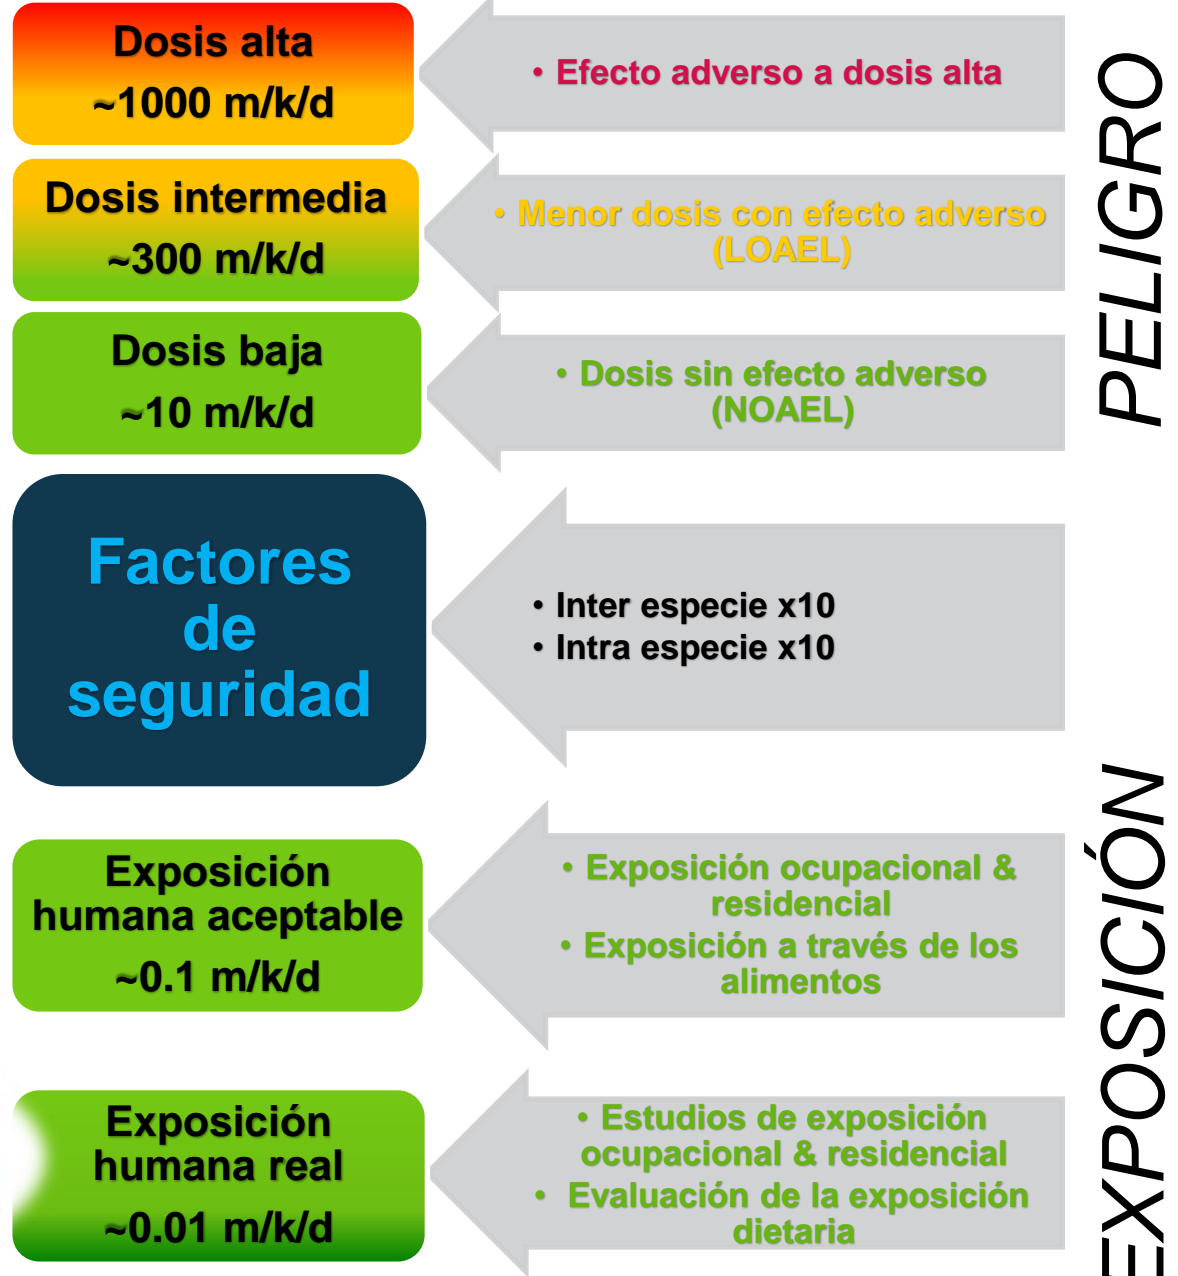 Dosis alta
~1000 m/k/d
• Efecto adverso a dosis alta
Dosis intermedia
~300 m/k/d
• Menor dosis con efecto adverso
(LOAEL)
Dosis baja
~10 m/k/d
• Dosis sin efecto adverso
(NOAEL)
PELIGRO
Factores
de
seguridad
• Inter especie x10
• Intra especie x10
Exposición
humana aceptable
~0.1 m/k/d
• Exposición ocupacional &
residencial
• Exposición a través de los
alimentos
Exposición
humana real
~0.01 m/k/d
• Estudios de exposición
ocupacional & residencial
• Evaluación de la exposición
dietaria
EXPOSICIÓN